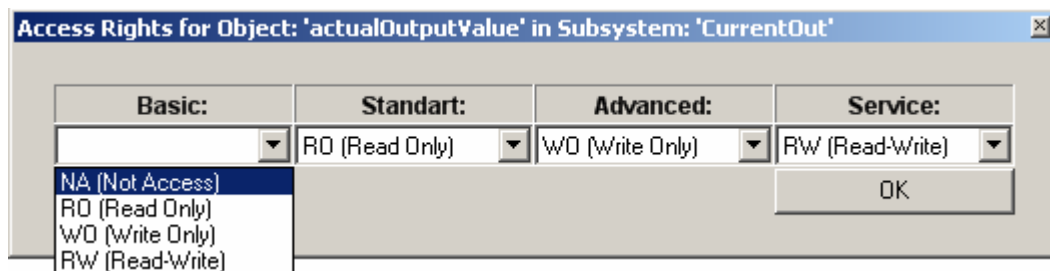 Access Rights for Object: 'actualOutputValue' in Subsystem: 'CurrentOut'
Basic: Standart: Advanced: Service:
RO (Read Only) WO (Write Only) RW (Read-Write)
NA (Not Access)
OK
RO (Read Only)
WO (Write Only)
RW (Read-Write)